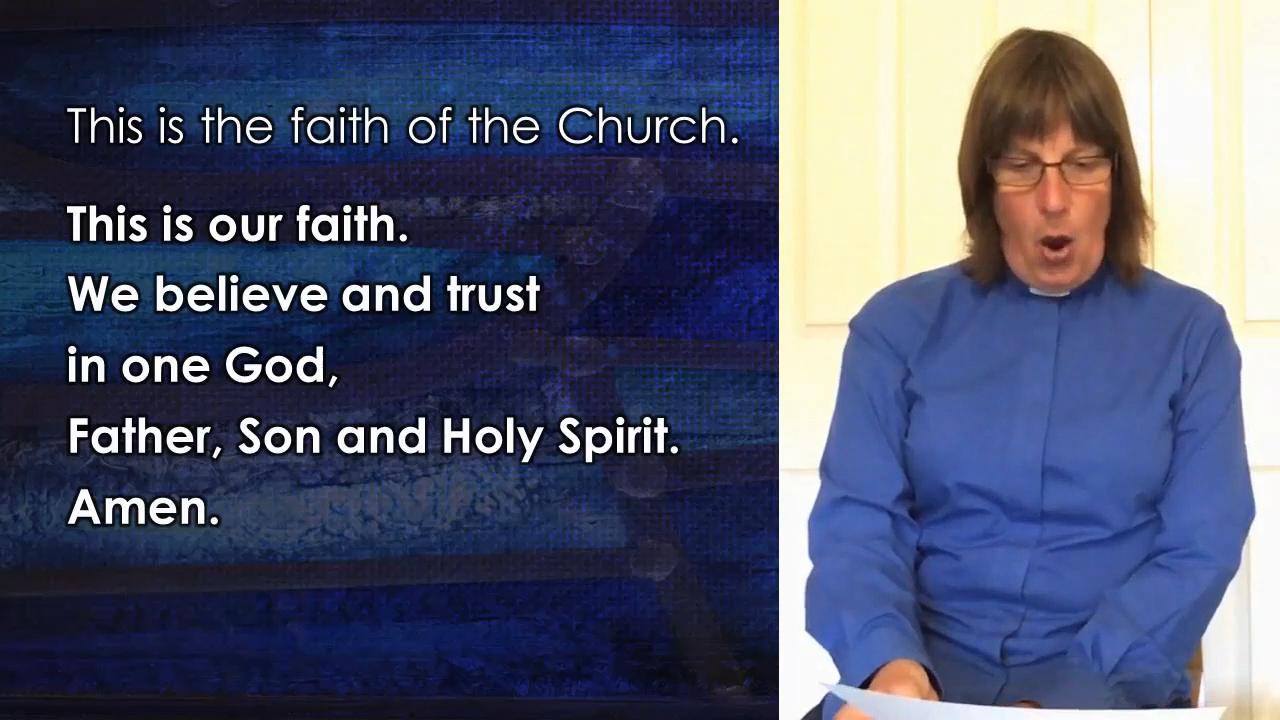 This is the faith of the Church.
This is our faith.
We believe and trust
in one God,
Father, Son and Holy Spirit.
Amen.